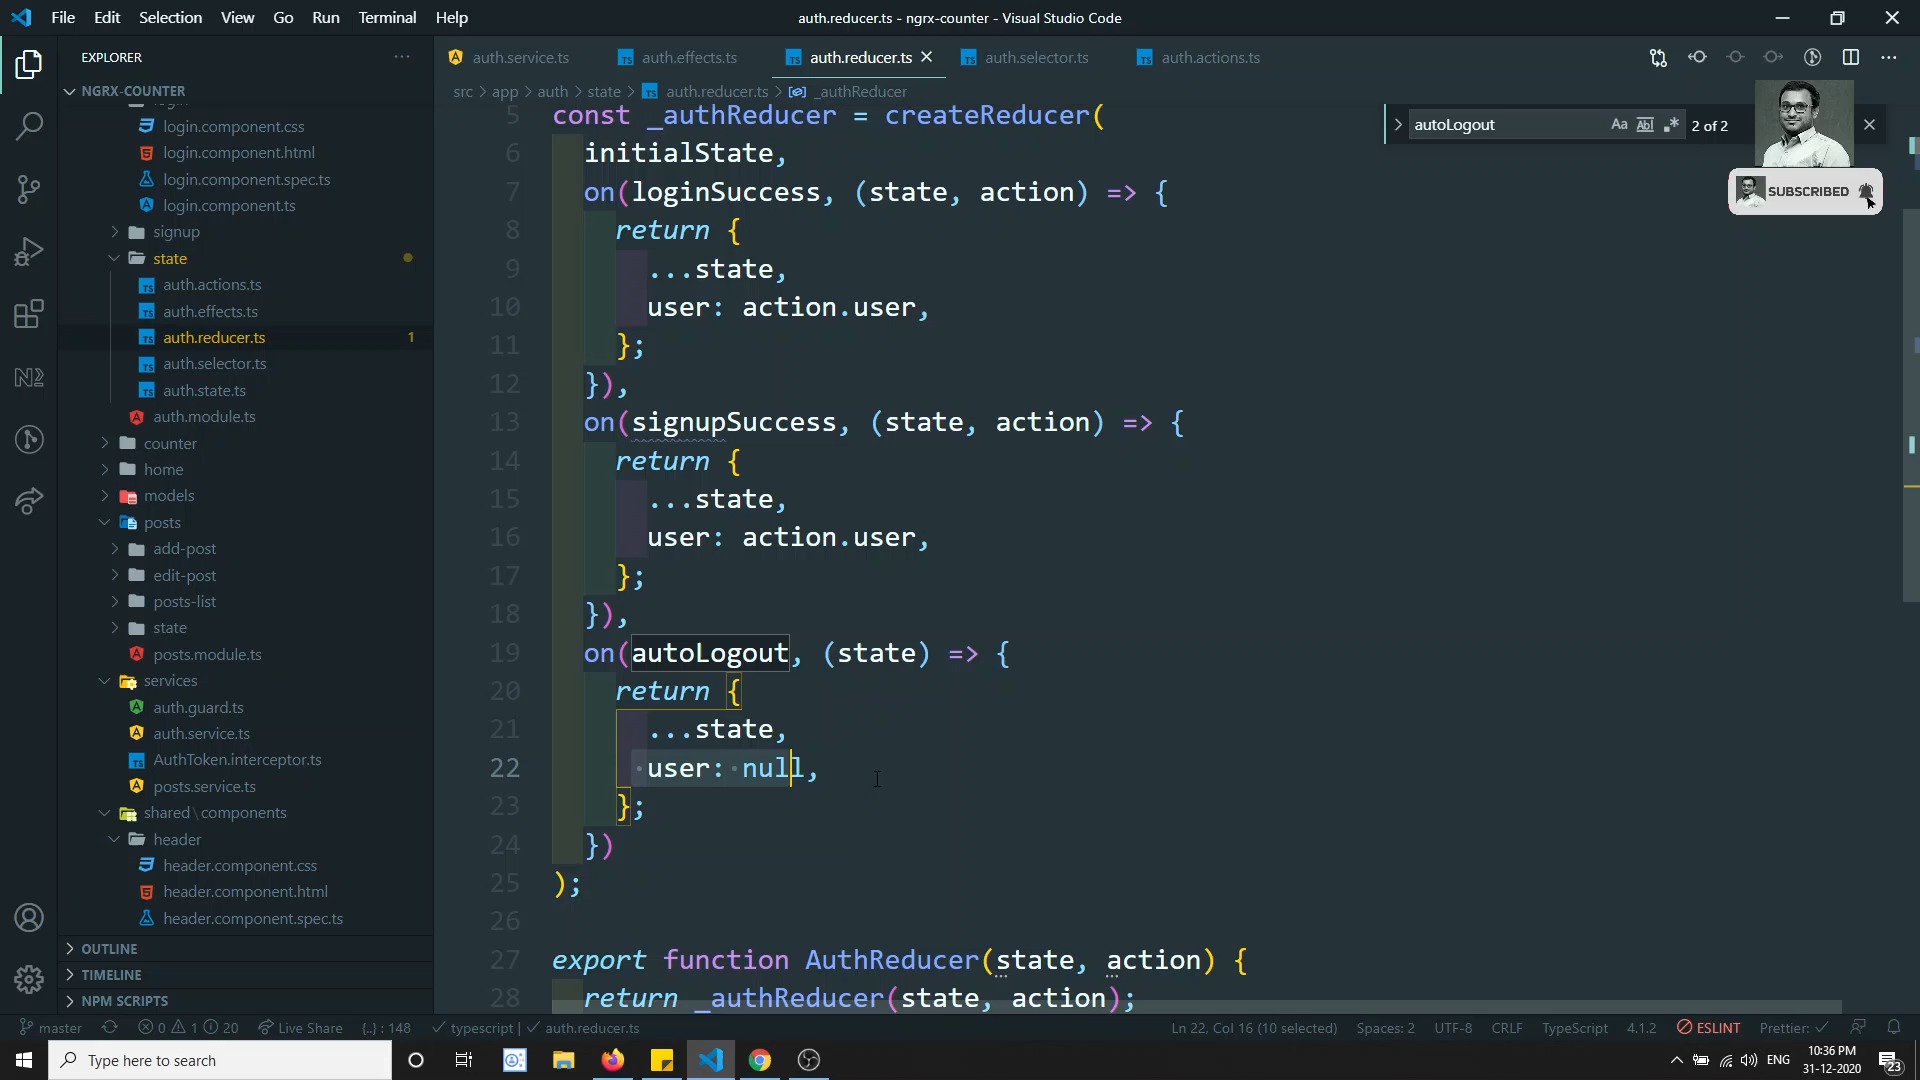 File Edit Selection View Go Run Terminal Help
auth.reducer.ts - ngrx-counter - Visual Studio Code
EXPLORER
auth.service.ts
auth.effects.ts
auth.reducer.ts
auth.selector.ts
auth.actions.ts
NGRX-COUNTER
src > app > auth > state > auth.reducer.ts > _authReducer
login.component.css
login.component.html
login.component.spec.ts
login.component.ts
signup
state
auth.actions.ts
auth.effects.ts
auth.reducer.ts 1
auth.selector.ts
auth.state.ts
auth.module.ts
counter
home
models
posts
add-post
edit-post
posts-list
state
posts.module.ts
services
auth.guard.ts
auth.service.ts
AuthToken.interceptor.ts
posts.service.ts
shared\components
header
header.component.css
header.component.html
header.component.spec.ts
OUTLINE
TIMELINE
NPM SCRIPTS
autoLogout Aa Abl .* 2 of 2
SUBSCRIBED
5 const _authReducer = createReducer(
6 initialState,
7 on(loginSuccess, (state, action) => {
8 return {
9 ...state,
10 user: action.user,
11 };
12 }),
13 on(signupSuccess, (state, action) => {
14 return {
15 ...state,
16 user: action.user,
17 };
18 }),
19 on(autoLogout, (state) => {
20 return {
21 ...state,
22 user: null,
23 };
24 })
25 );
26
27 export function AuthReducer(state, action) {
28 return _authReducer(state, action);
master 0 1 20 Live Share {..} : 148 typescript | auth.reducer.ts Ln 22, Col 16 (10 selected) Spaces: 2 UTF-8 CRLF TypeScript 4.1.2 ESLINT Prettier:
Type here to search
ENG
10:36 PM
31-12-2020
23